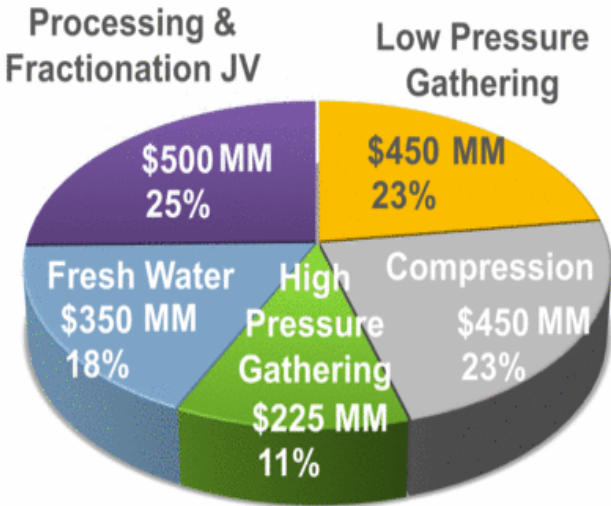 Processing &
Fractionation JV
Low Pressure
Gathering
$500 MM
25%
$450 MM
23%
Fresh Water
$350 MM
18%
High
Pressure
Gathering
$225 MM
11%
Compression
$450 MM
23%